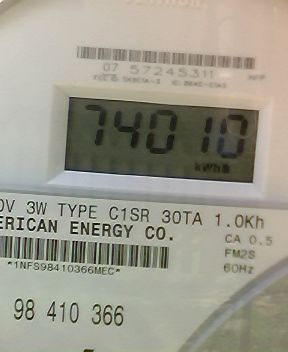 07 57245311
74010
kWh
0V 3W TYPE C1SR 30TA 1.0Kh
ERICAN ENERGY CO.
CA 0.5
FM2S
60Hz
*1NFS98410366MEC*
98 410 366